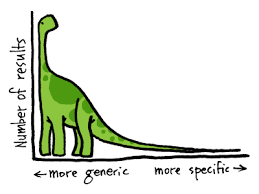 Number of results
←more generic more specific→